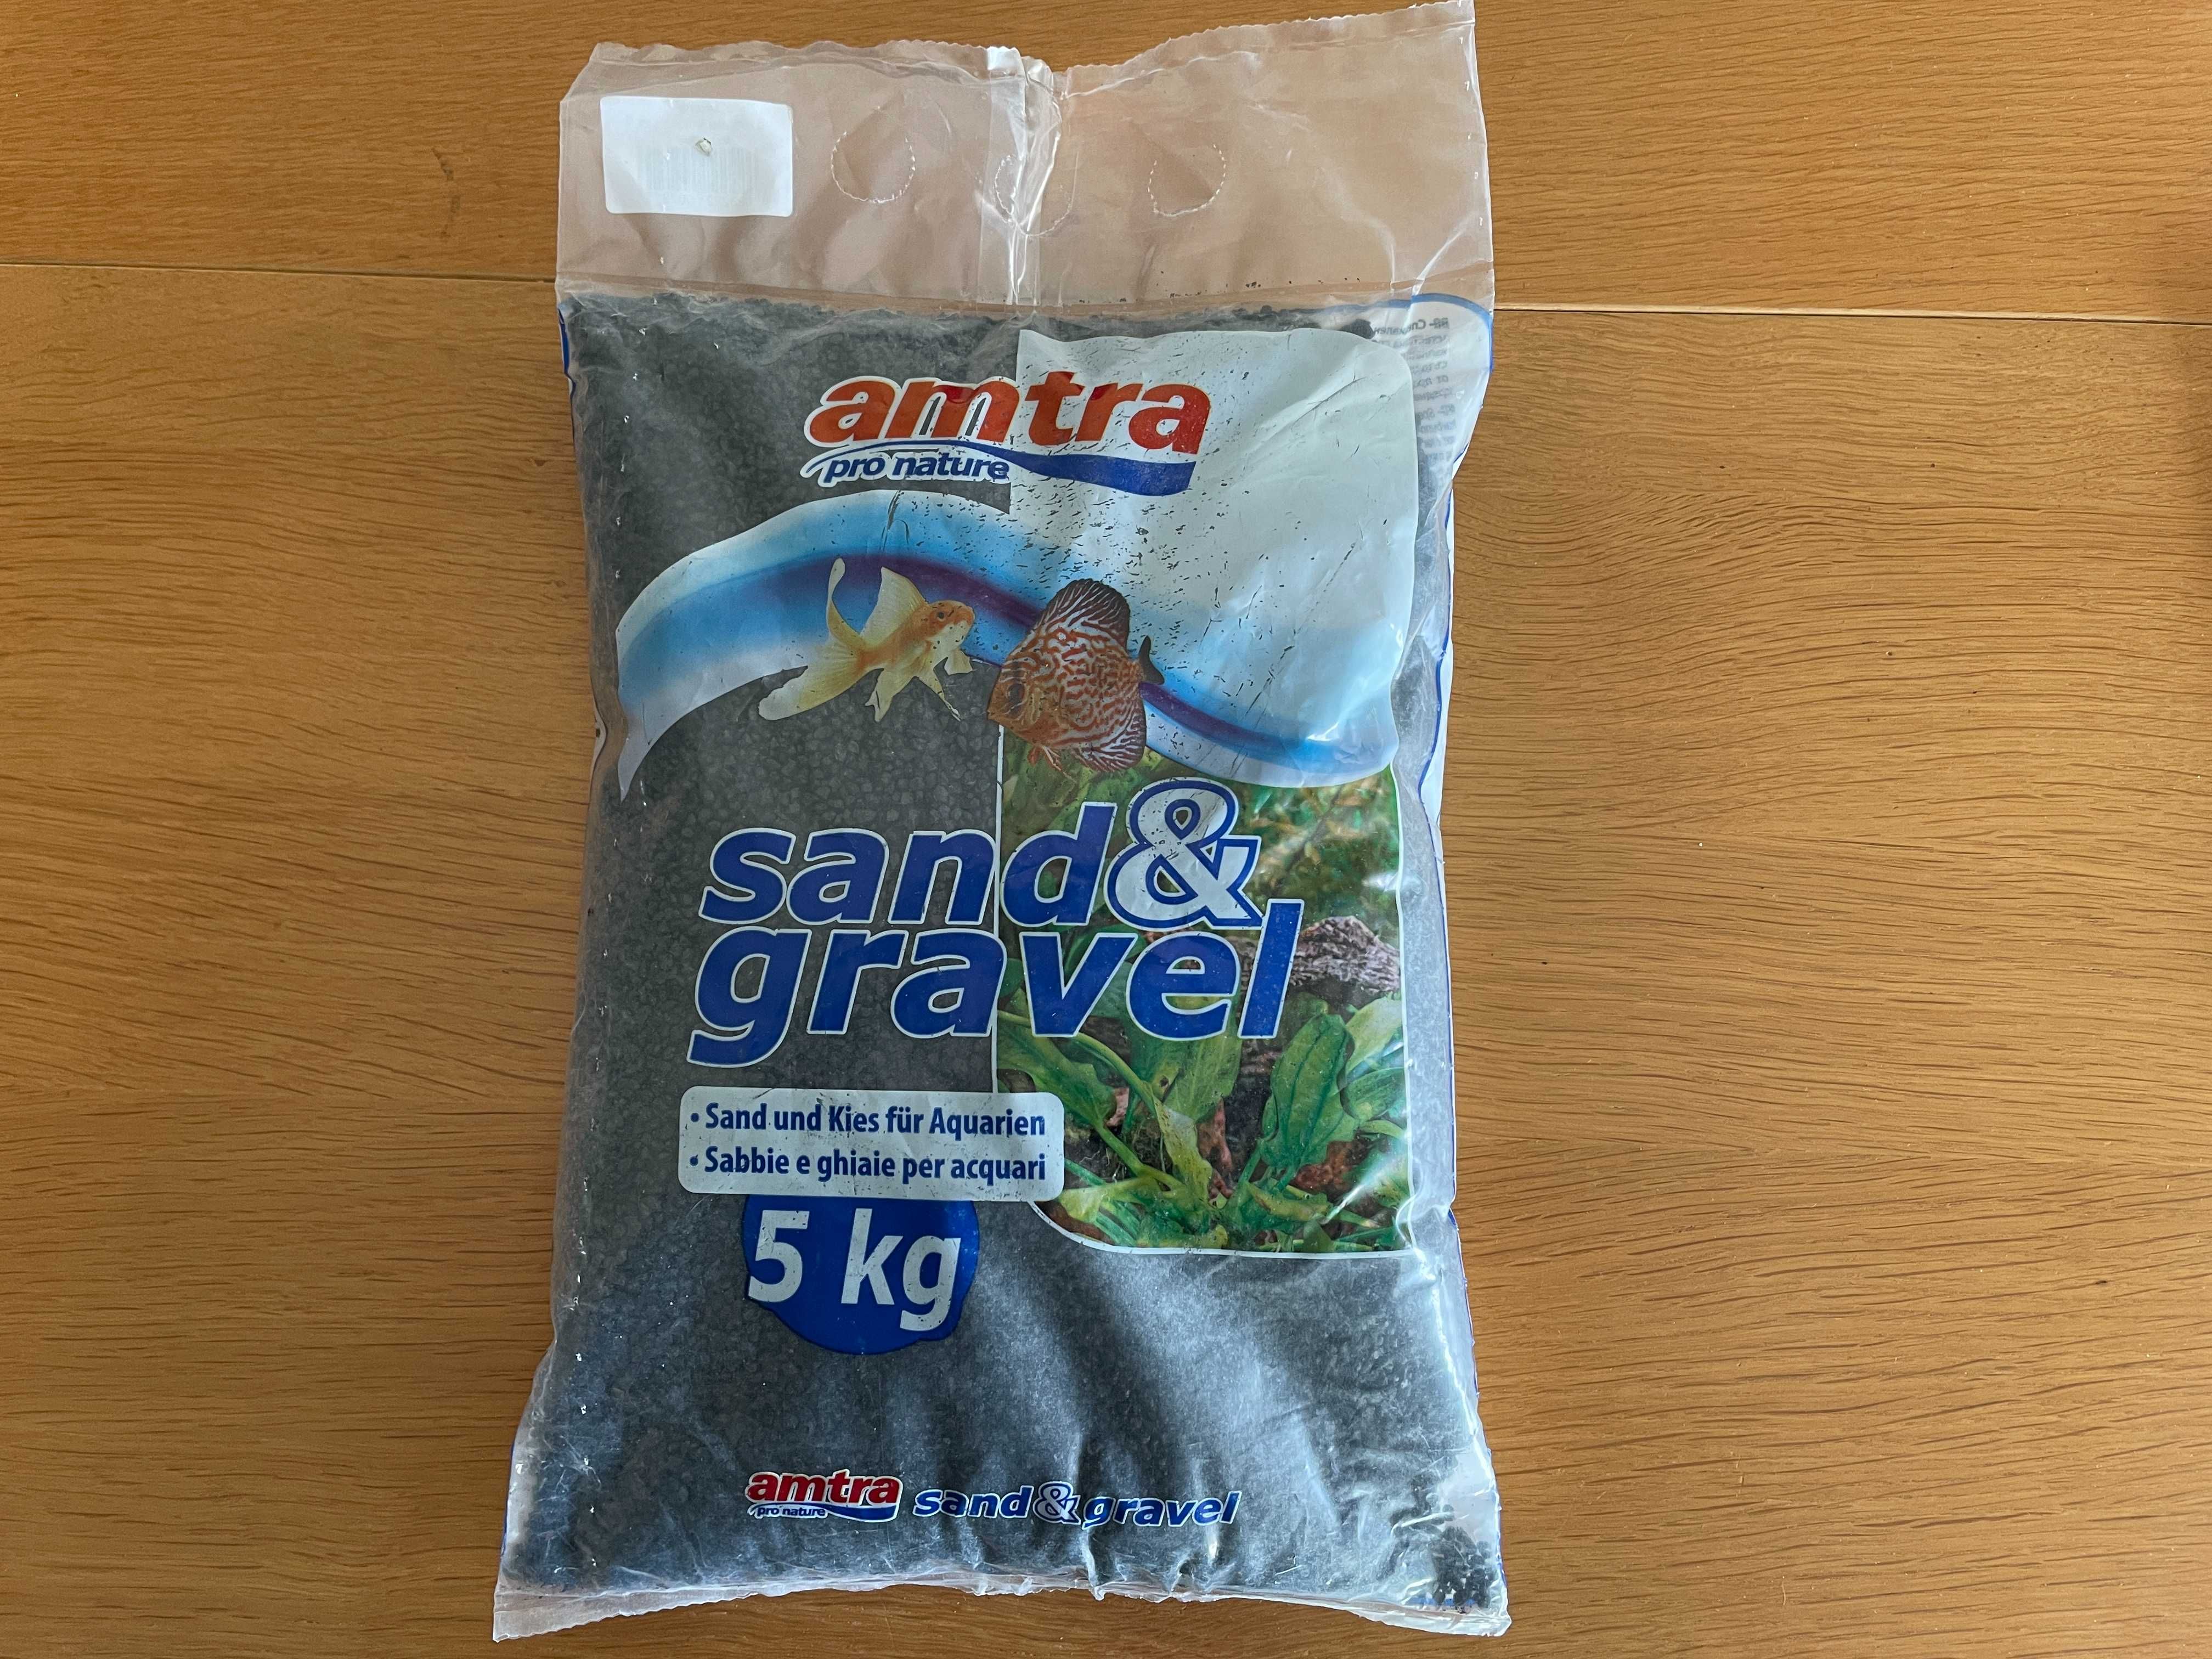 amtra
pro nature
sand&
gravel
• Sand und Kies für Aquarien
• Sabbie e ghiaie per acquari
5 kg
amtra
pro nature
sand&gravel